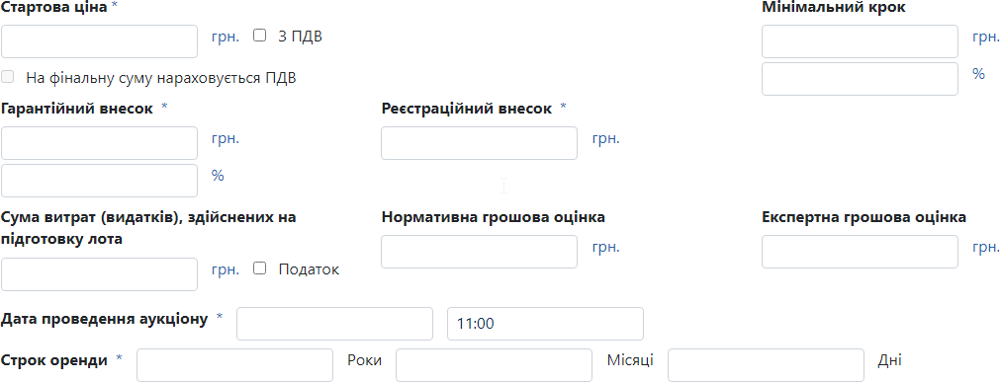 Стартова ціна * Мінімальний крок
грн. З ПДВ грн.
На фінальну суму нараховується ПДВ %
Гарантійний внесок * Реєстраційний внесок *
грн. грн.
%
Сума витрат (видатків), здійснених на Нормативна грошова оцінка Експертна грошова оцінка
підготовку лота
грн. грн.
грн. Податок
Дата проведення аукціону * 11:00
Строк оренди * Роки Місяці Дні